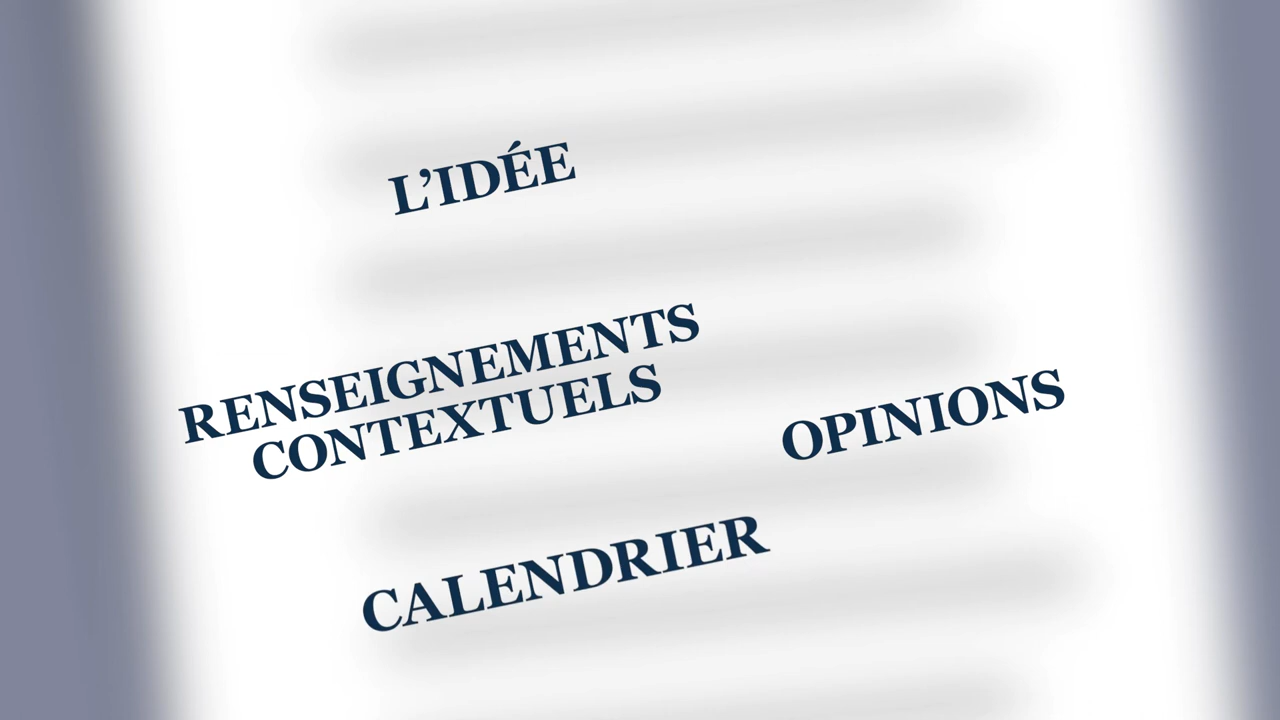 L’IDÉE
RENSEIGNEMENTS
CONTEXTUELS
OPINIONS
CALENDRIER